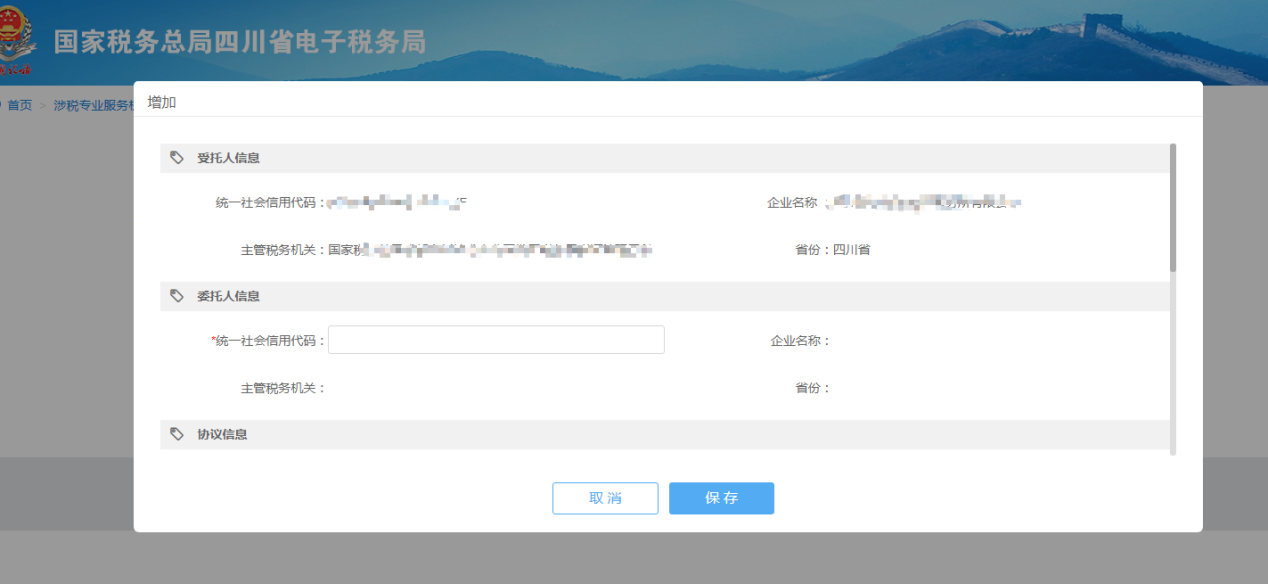 国家税务总局四川省电子税务局
首页 > 涉税专业服务
增加
受托人信息
统一社会信用代码： 企业名称
主管税务机关：国家税 省份：四川省
委托人信息
*统一社会信用代码： 企业名称：
主管税务机关： 省份：
协议信息
取 消 保 存